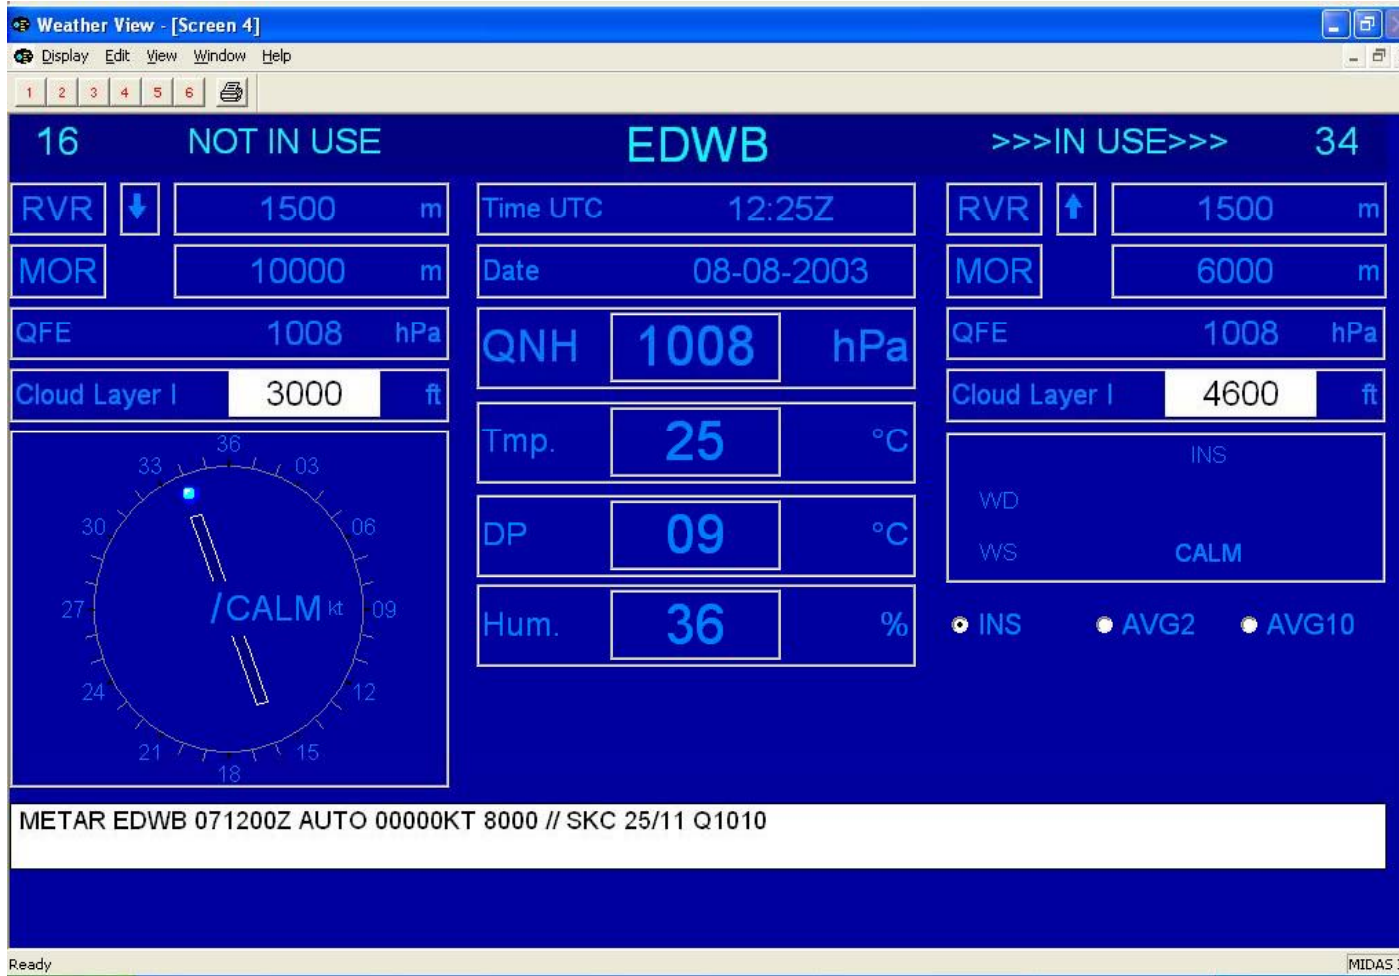 Weather View - [Screen 4]
Display Edit View Window Help
1 2 3 4 5 6
16 NOT IN USE EDWB >>>IN USE>>> 34
RVR 1500 m
MOR 10000 m
QFE 1008 hPa
Cloud Layer I 3000 ft
36
33 03
30 06
27 /CALM kt 09
24 12
21 15
18
Time UTC 12:25Z
Date 08-08-2003
QNH 1008 hPa
Tmp. 25 °C
DP 09 °C
Hum. 36 %
RVR 1500 m
MOR 6000 m
QFE 1008 hPa
Cloud Layer I 4600 ft
INS
WD
WS CALM
INS AVG2 AVG10
METAR EDWB 071200Z AUTO 00000KT 8000 // SKC 25/11 Q1010
Ready MIDAS